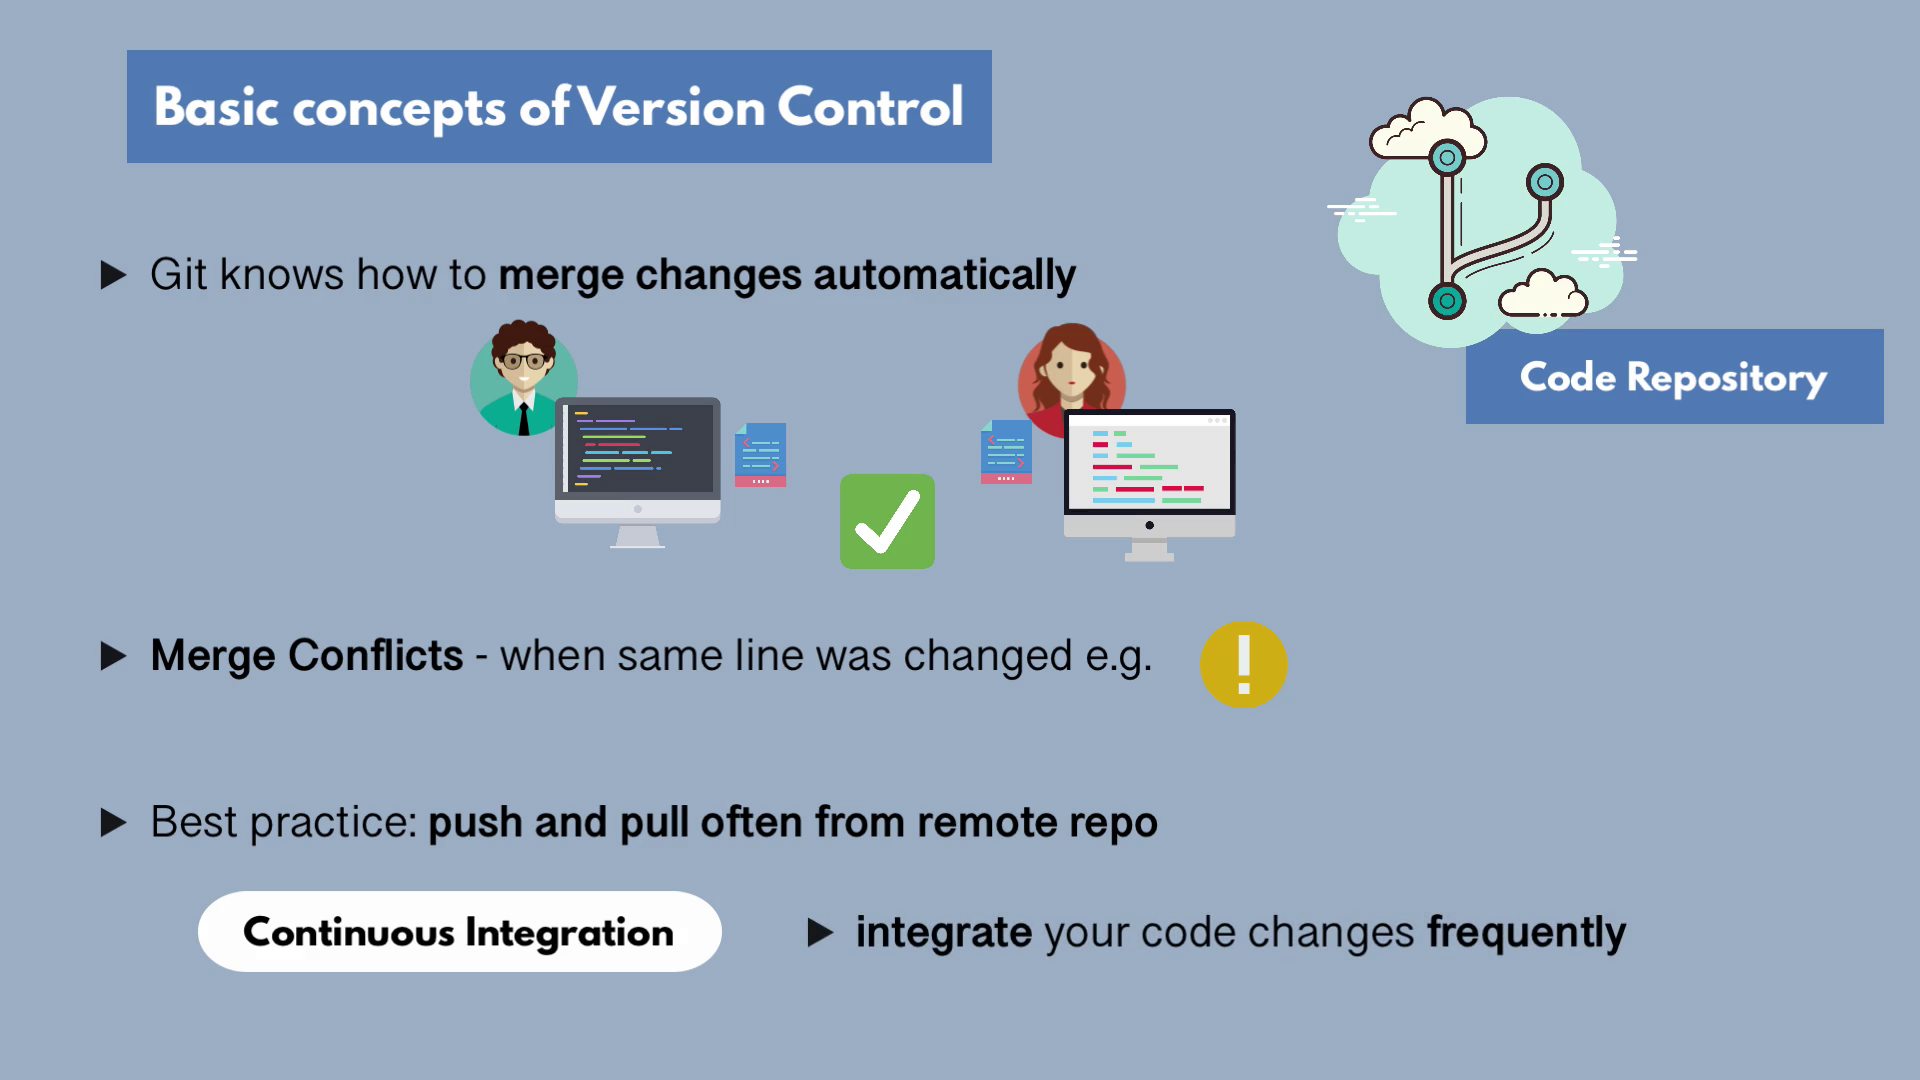 Basic concepts of Version Control
Git knows how to merge changes automatically
Code Repository
Merge Conflicts - when same line was changed e.g.
Best practice: push and pull often from remote repo
Continuous Integration
integrate your code changes frequently